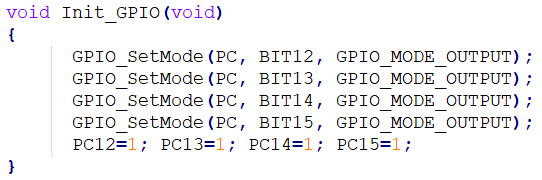 void Init_GPIO(void)
{
GPIO_SetMode(PC, BIT12, GPIO_MODE_OUTPUT);
GPIO_SetMode(PC, BIT13, GPIO_MODE_OUTPUT);
GPIO_SetMode(PC, BIT14, GPIO_MODE_OUTPUT);
GPIO_SetMode(PC, BIT15, GPIO_MODE_OUTPUT);
PC12=1; PC13=1; PC14=1; PC15=1;
}